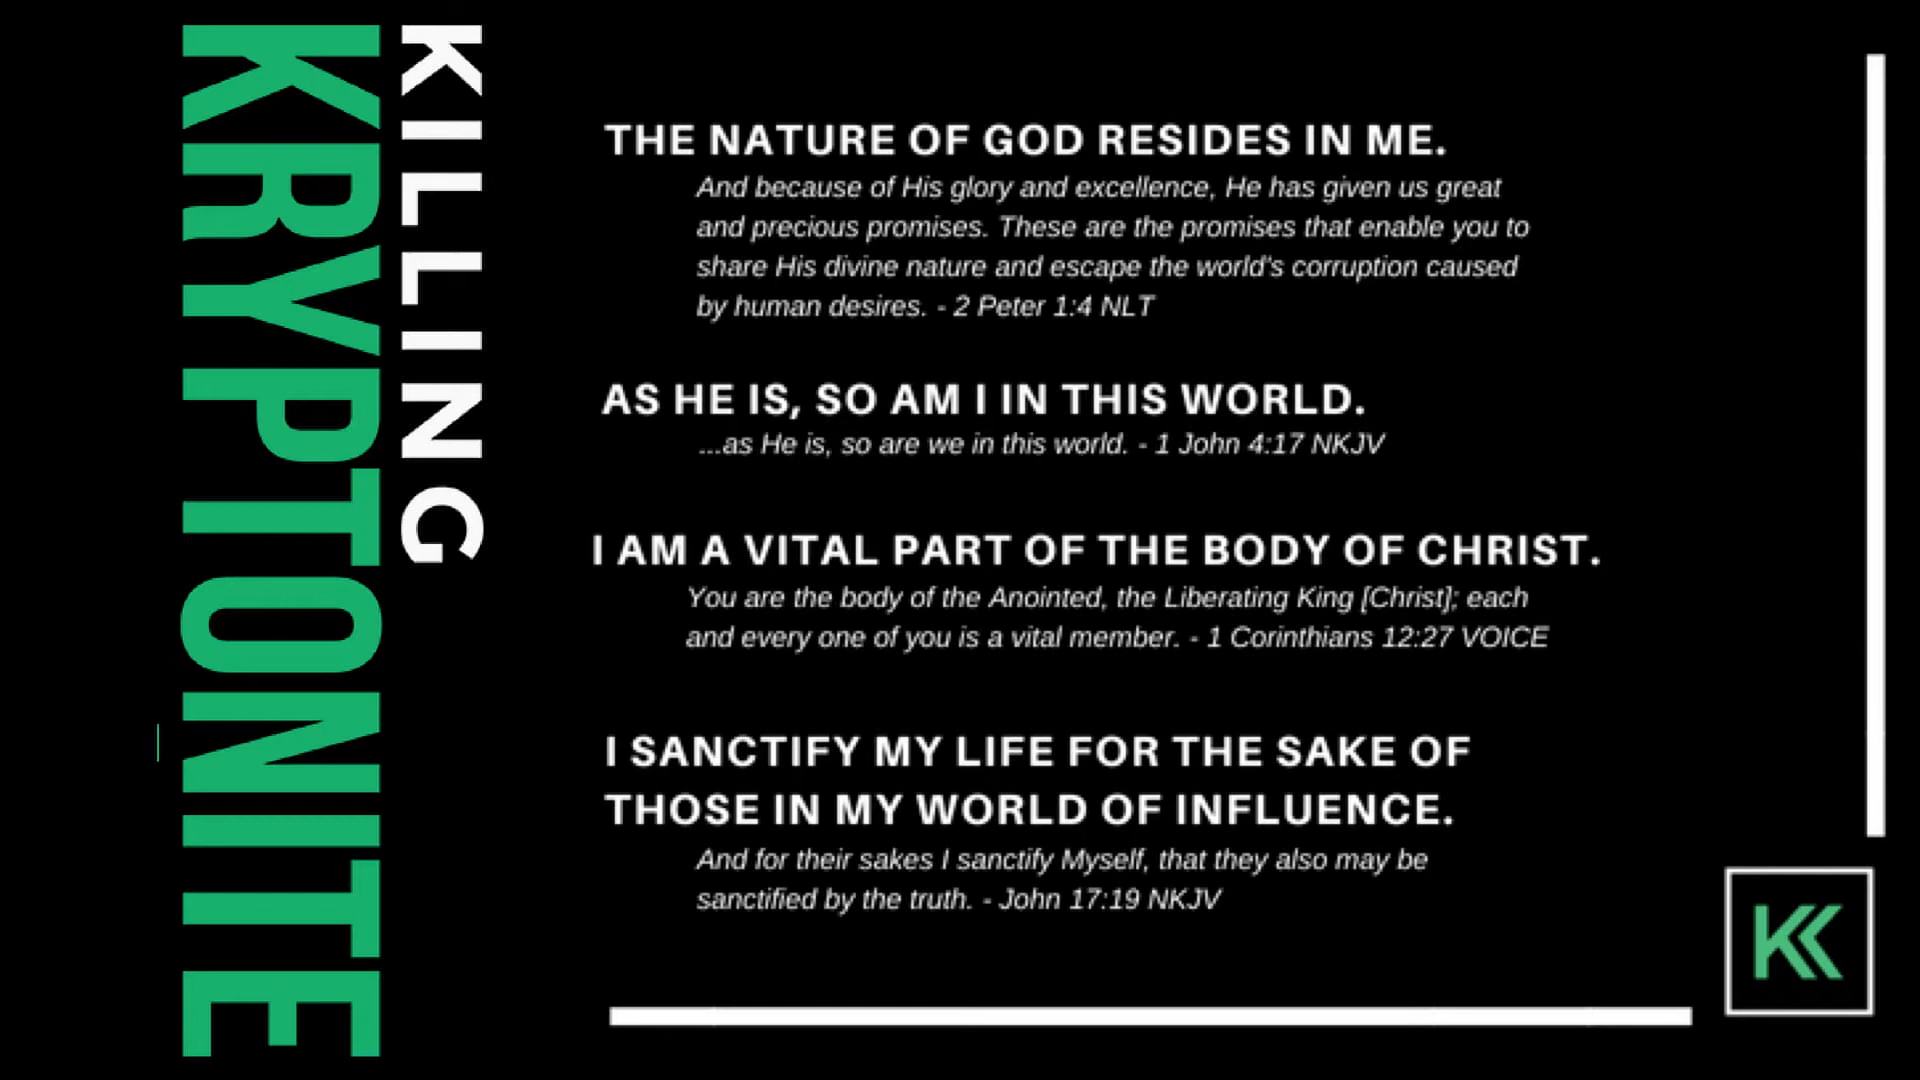 KILLING
KRYPTONITE
THE NATURE OF GOD RESIDES IN ME.
And because of His glory and excellence, He has given us great
and precious promises. These are the promises that enable you to
share His divine nature and escape the world's corruption caused
by human desires. - 2 Peter 1:4 NLT
AS HE IS, SO AM I IN THIS WORLD.
...as He is, so are we in this world. - 1 John 4:17 NKJV
I AM A VITAL PART OF THE BODY OF CHRIST.
You are the body of the Anointed, the Liberating King [Christ]; each
and every one of you is a vital member. - 1 Corinthians 12:27 VOICE
I SANCTIFY MY LIFE FOR THE SAKE OF
THOSE IN MY WORLD OF INFLUENCE.
And for their sakes I sanctify Myself, that they also may be
sanctified by the truth. - John 17:19 NKJV
KK